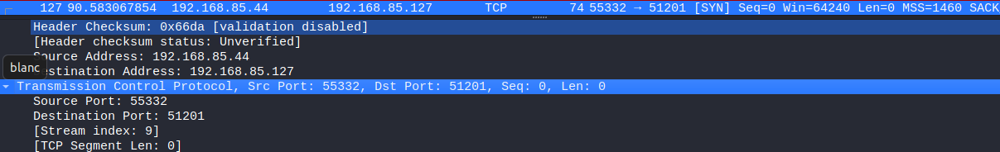 127 90.583067854 192.168.85.44 192.168.85.127 TCP 74 55332 → 51201 [SYN] Seq=0 Win=64240 Len=0 MSS=1460 SACK
Header Checksum: 0x66da [validation disabled]
[Header checksum status: Unverified]
Source Address: 192.168.85.44
blanc
Destination Address: 192.168.85.127
Transmission Control Protocol, Src Port: 55332, Dst Port: 51201, Seq: 0, Len: 0
Source Port: 55332
Destination Port: 51201
[Stream index: 9]
[TCP Segment Len: 0]